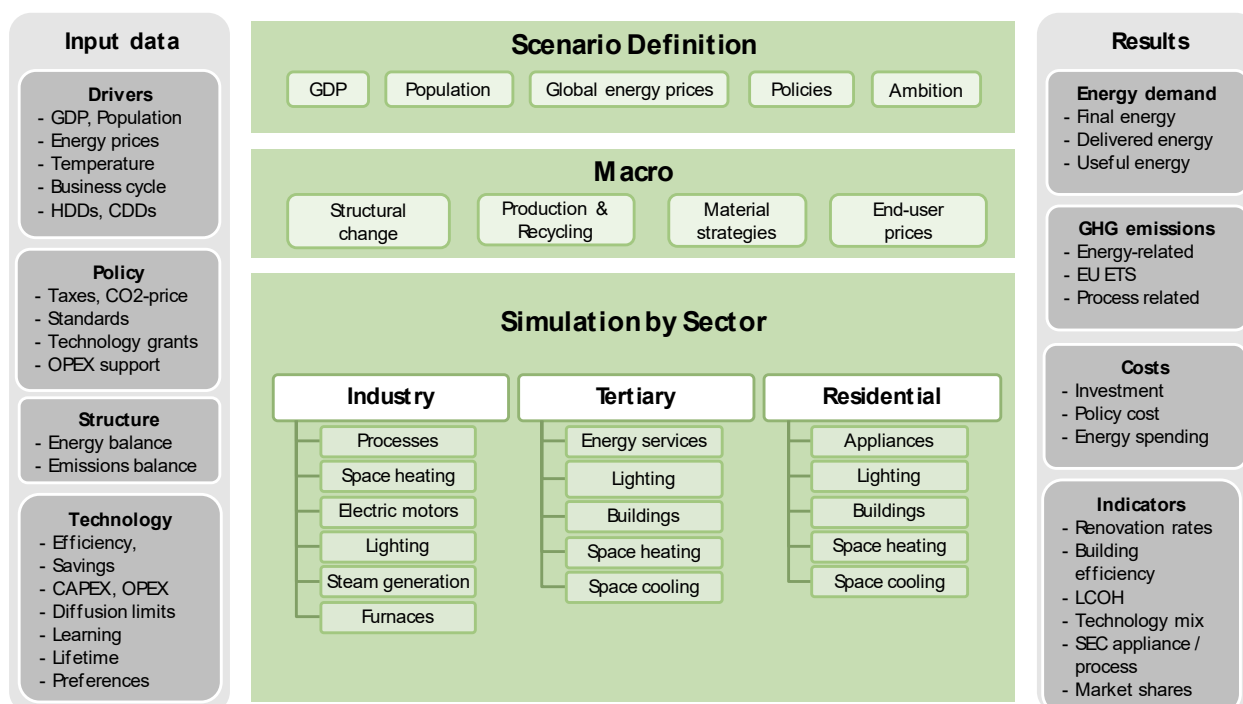 Input data
Drivers
- GDP, Population
- Energy prices
- Temperature
- Business cycle
- HDDs, CDDs
Policy
- Taxes, CO2-price
- Standards
- Technology grants
- OPEX support
Structure
- Energy balance
- Emissions balance
Technology
- Efficiency,
- Savings
- CAPEX, OPEX
- Diffusion limits
- Learning
- Lifetime
- Preferences
Scenario Definition
GDP
Population
Global energy prices
Policies
Ambition
Macro
Structural
change
Production &
Recycling
Material
strategies
End-user
prices
Simulation by Sector
Industry
Processes
Space heating
Electric motors
Lighting
Steam generation
Furnaces
Tertiary
Energy services
Lighting
Buildings
Space heating
Space cooling
Residential
Appliances
Lighting
Buildings
Space heating
Space cooling
Results
Energy demand
- Final energy
- Delivered energy
- Useful energy
GHG emissions
- Energy-related
- EU ETS
- Process related
Costs
- Investment
- Policy cost
- Energy spending
Indicators
- Renovation rates
- Building
efficiency
- LCOH
- Technology mix
- SEC appliance /
process
- Market shares